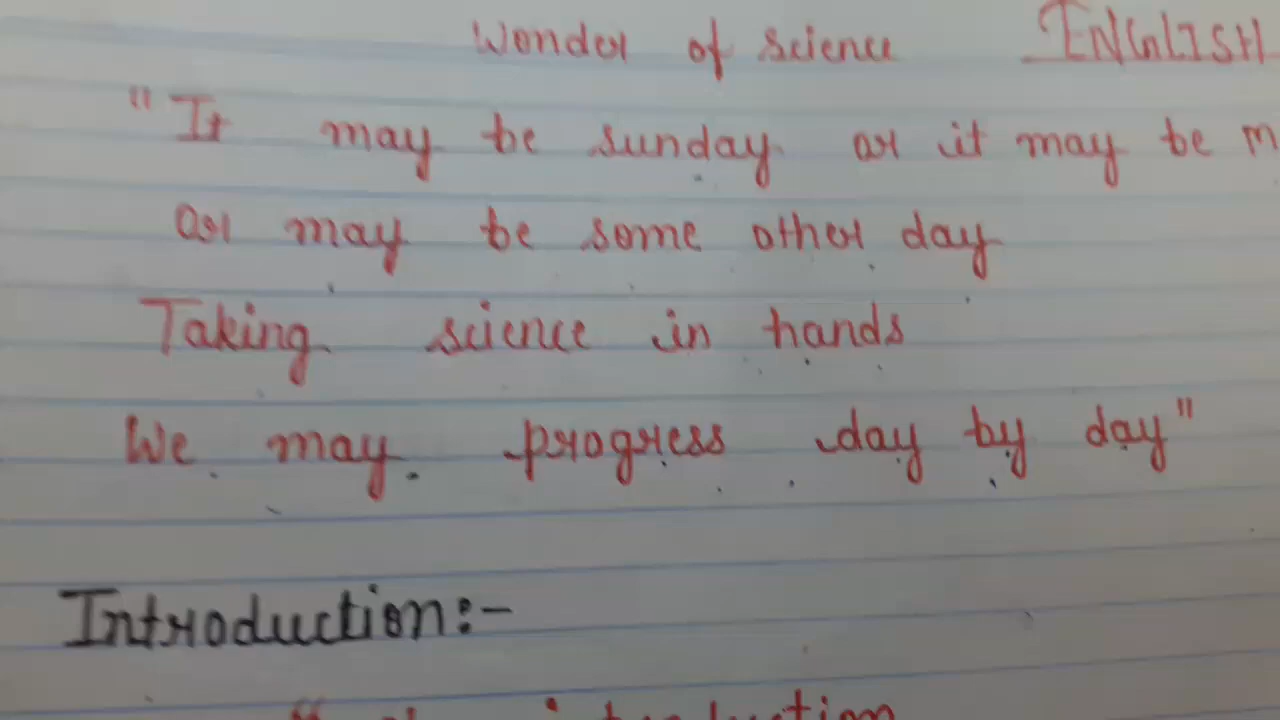 Wonder of science ENGLISH
"It may be sunday or it may be
or may be some other day
Taking science in hands
We may progress day by day"
Introduction:-